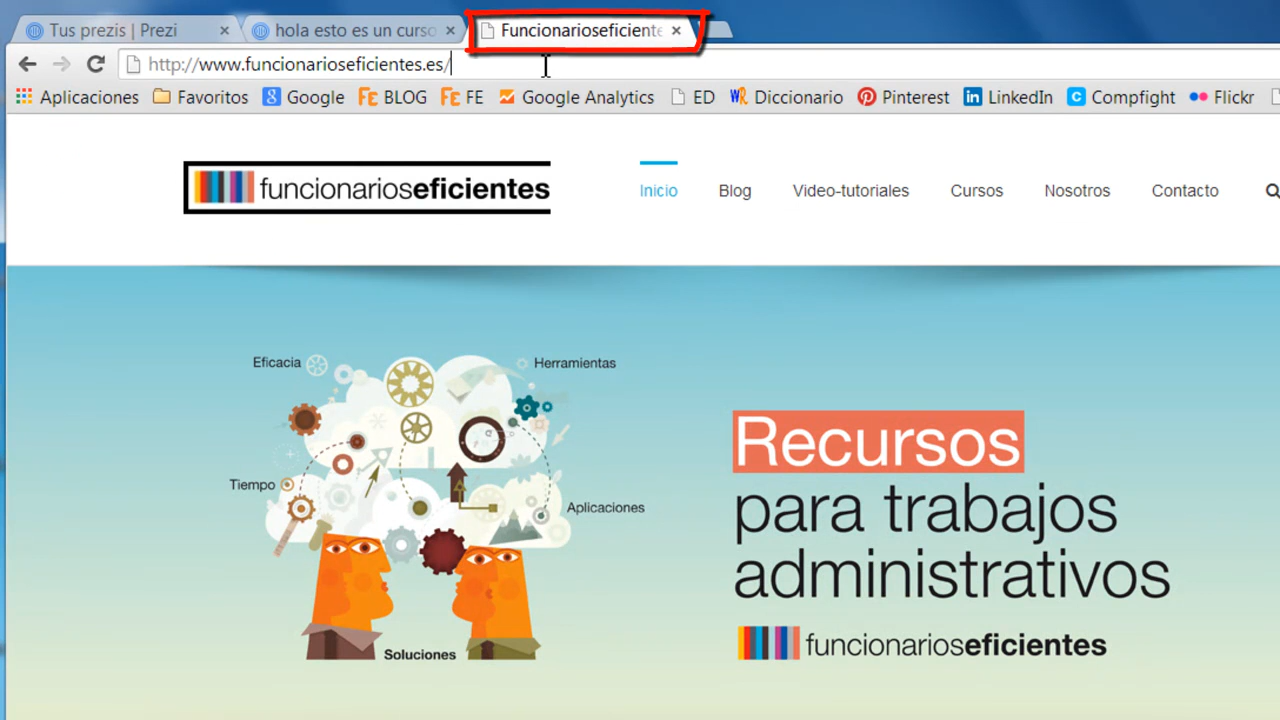 Tus prezis | Prezi
hola esto es un curso
Funcionarioseficiente
http://www.funcionarioseficientes.es/
Aplicaciones Favoritos Google BLOG FE Google Analytics ED Diccionario Pinterest LinkedIn Compfight Flickr
funcionarioseficientes
Inicio Blog Video-tutoriales Cursos Nosotros Contacto
Eficacia
Herramientas
Tiempo
Aplicaciones
Soluciones
Recursos
para trabajos
administrativos
funcionarioseficientes